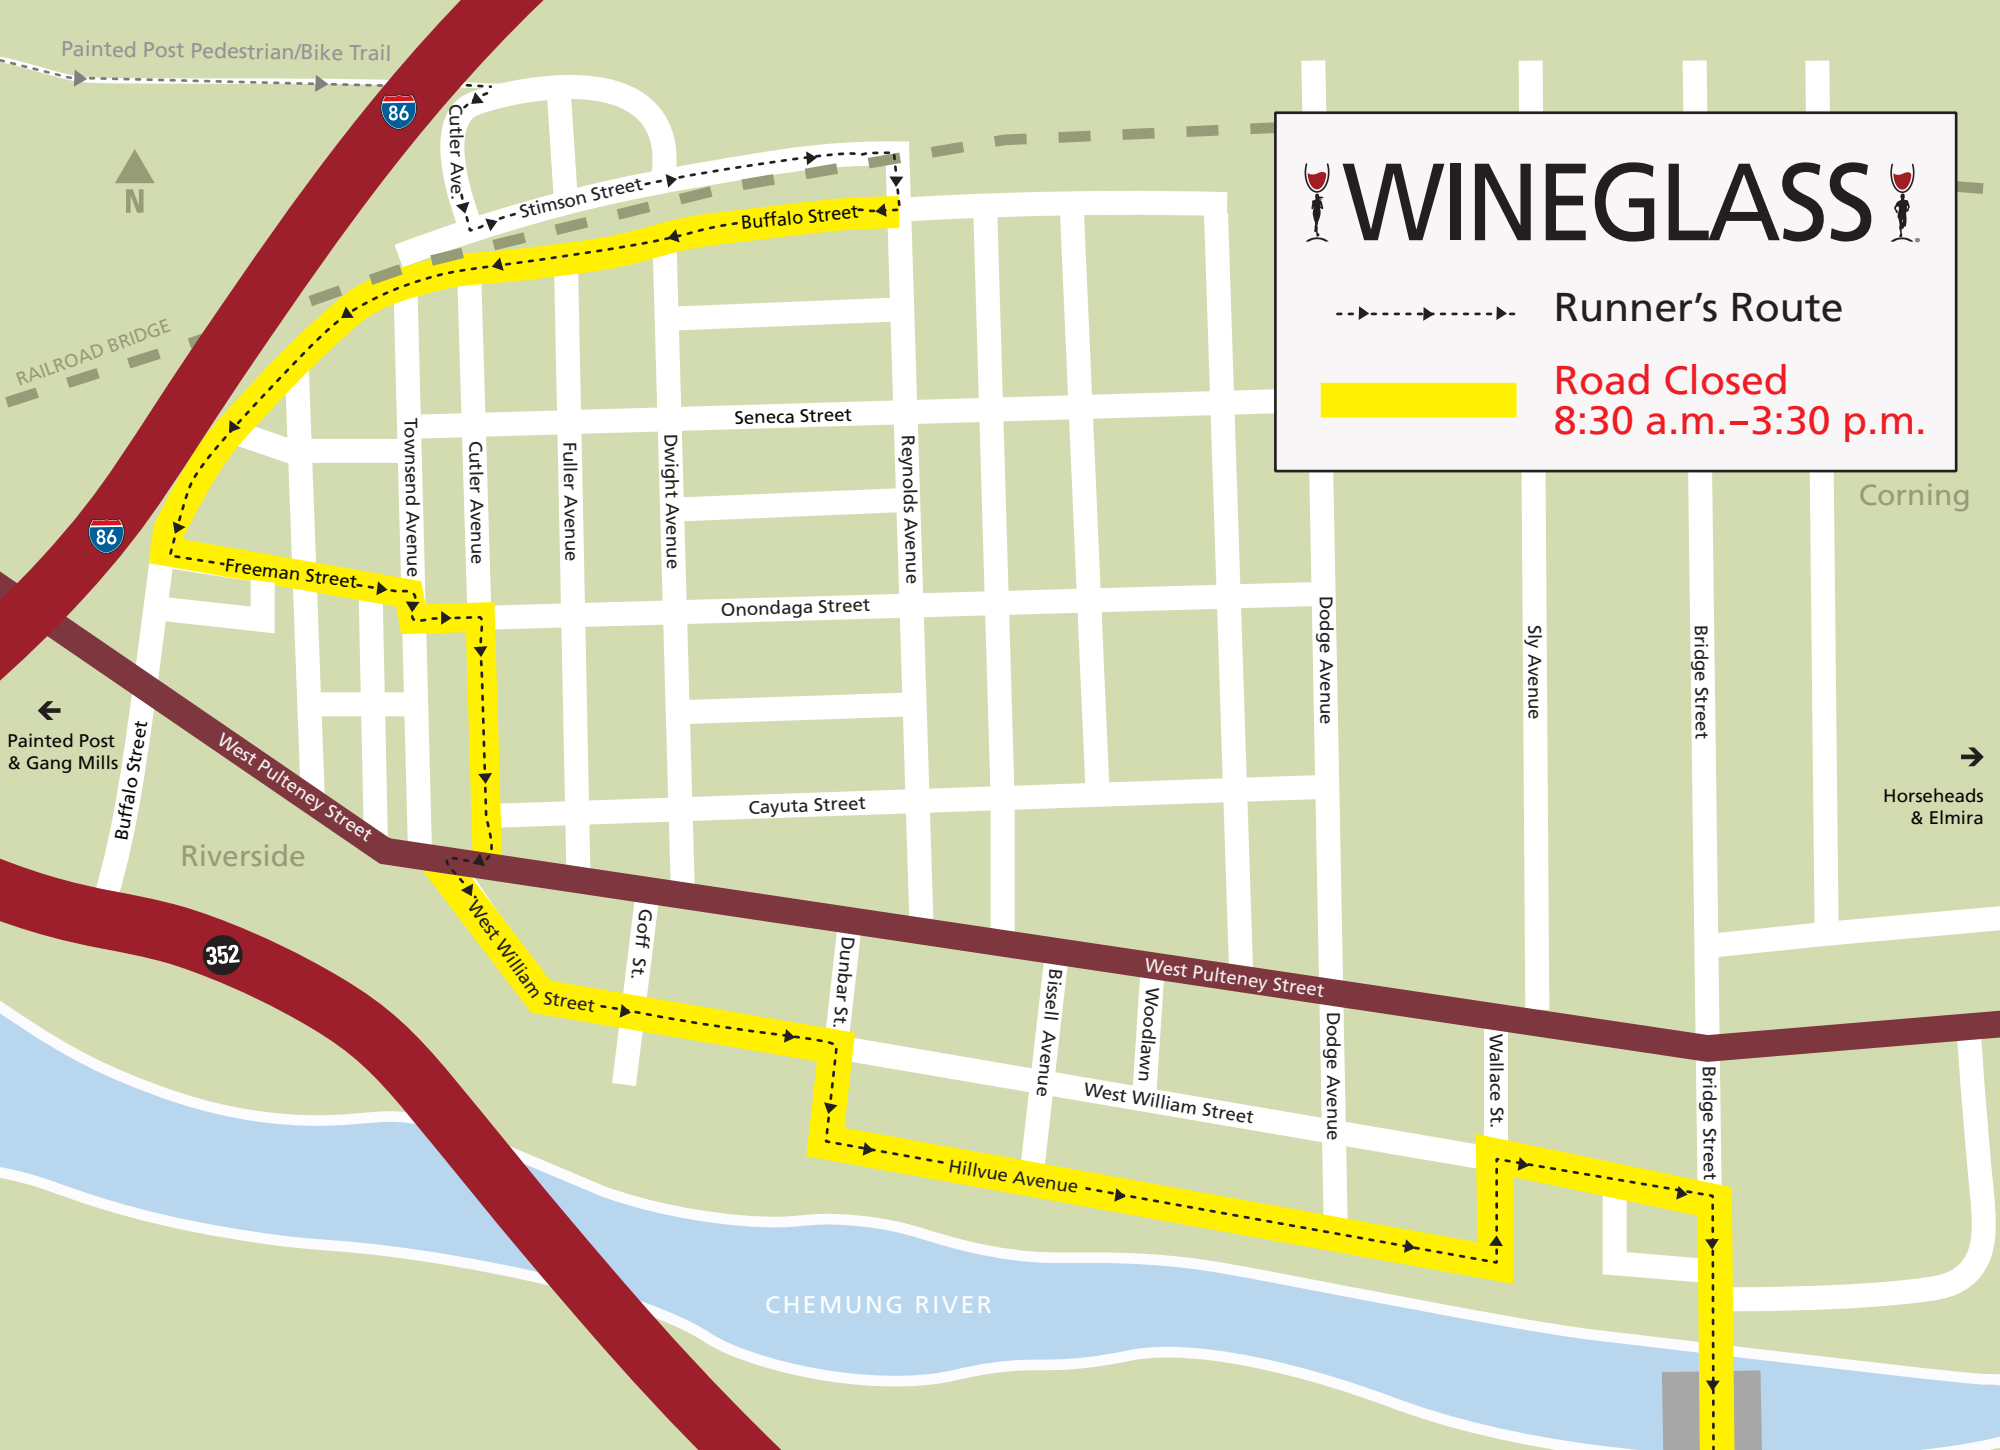 Painted Post Pedestrian/Bike Trail
86
Cutler Ave.
N
Stimson Street
Buffalo Street
WINEGLASS
Runner's Route
Road Closed
8:30 a.m.–3:30 p.m.
RAILROAD BRIDGE
Seneca Street
Townsend Avenue
Cutler Avenue
Fuller Avenue
Dwight Avenue
Reynolds Avenue
Corning
86
Freeman Street
Onondaga Street
Dodge Avenue
Sly Avenue
Bridge Street
Painted Post
& Gang Mills
Buffalo Street
West Pulteney Street
Riverside
Cayuta Street
Horseheads
& Elmira
352
West William Street
Goff St.
Dunbar St.
Bissell Avenue
Woodlawn
West Pulteney Street
Dodge Avenue
Wallace St.
Bridge Street
West William Street
Hillvue Avenue
CHEMUNG RIVER